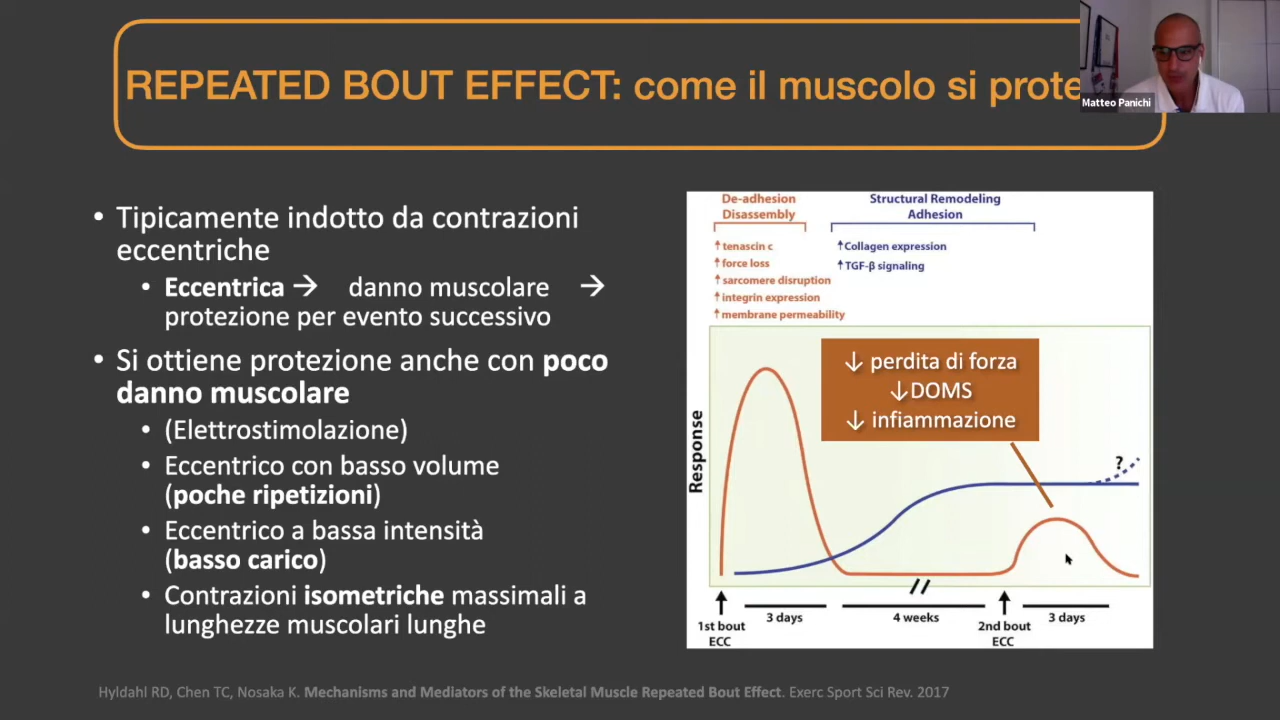 REPEATED BOUT EFFECT: come il muscolo si prote
Matteo Panichi
• Tipicamente indotto da contrazioni
eccentriche
• Eccentrica → danno muscolare →
protezione per evento successivo
• Si ottiene protezione anche con poco
danno muscolare
• (Elettrostimolazione)
• Eccentrico con basso volume
(poche ripetizioni)
• Eccentrico a bassa intensità
(basso carico)
• Contrazioni isometriche massimali a
lunghezze muscolari lunghe
De-adhesion
Disassembly
↑tenascin c
↑force loss
↑sarcomere disruption
↑integrin expression
↑membrane permeability
Structural Remodeling
Adhesion
↑Collagen expression
↑TGF-β signaling
↓ perdita di forza
↓DOMS
↓ infiammazione
Response
?
1st bout
ECC
3 days
4 weeks
2nd bout
ECC
3 days
Hyldahl RD, Chen TC, Nosaka K. Mechanisms and Mediators of the Skeletal Muscle Repeated Bout Effect. Exerc Sport Sci Rev. 2017